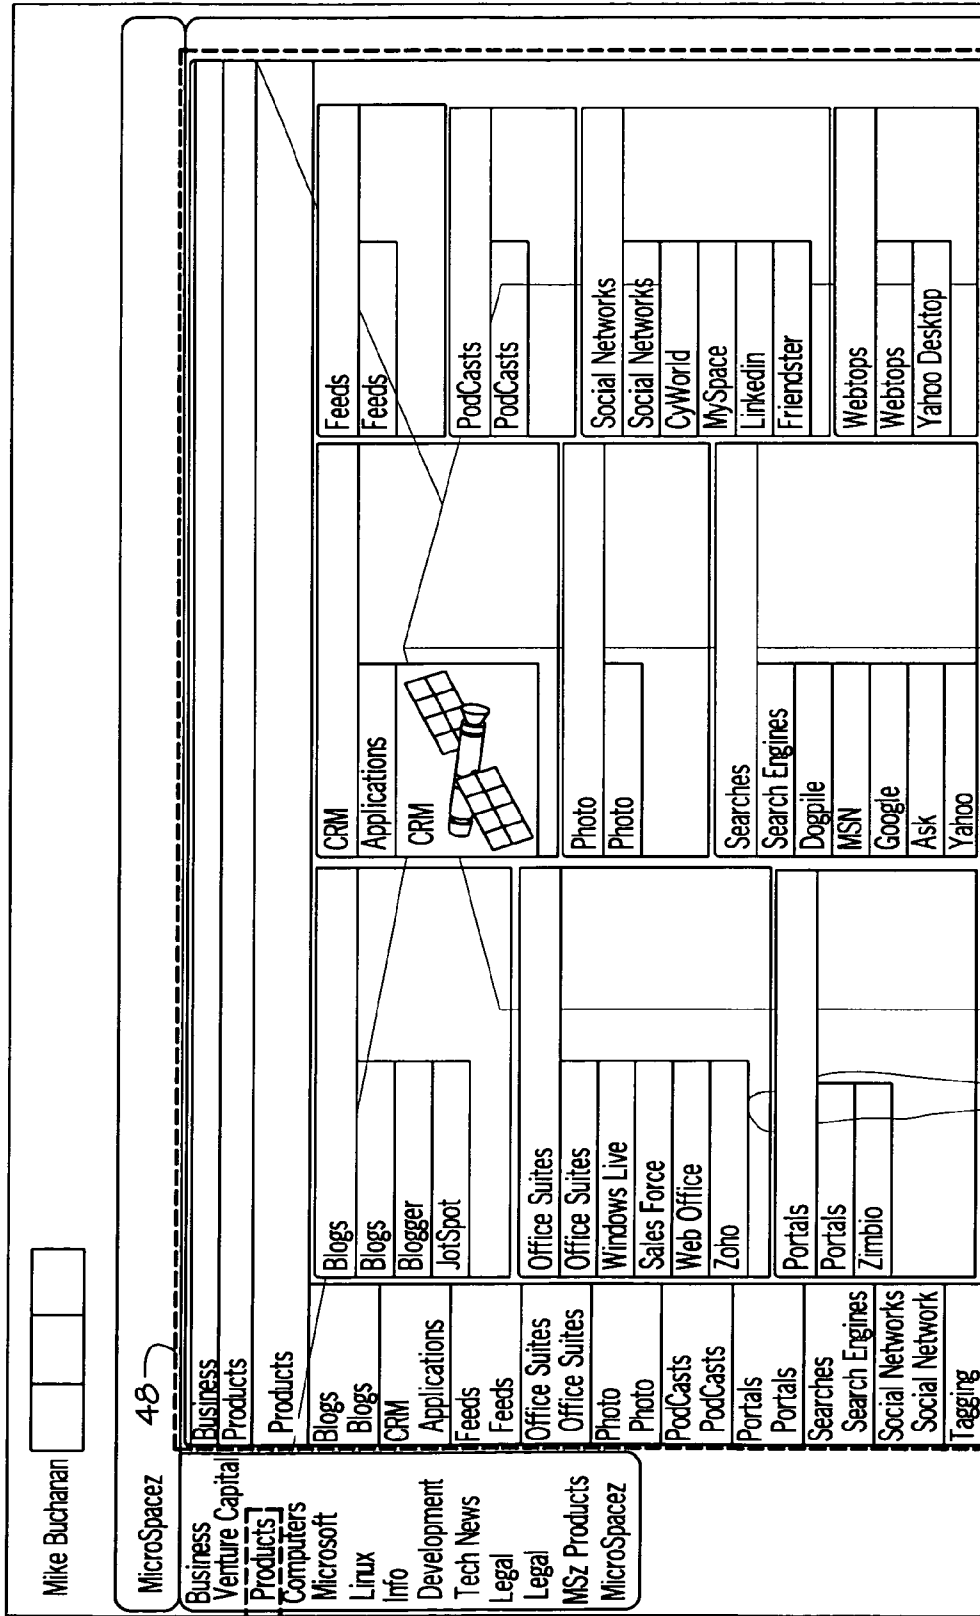 Mike Buchanan
MicroSpacez
48
Business
Venture Capital
Products
Computers
Microsoft
Linux
Info
Development
Tech News
Legal
Legal
MSz Products
MicroSpacez
Business
Products
Products
Blogs
Blogs
CRM
Applications
Feeds
Feeds
Office Suites
Office Suites
Photo
Photo
PodCasts
PodCasts
Portals
Portals
Searches
Search Engines
Social Networks
Social Network
Tagging
Blogs
Blogs
Blogger
JotSpot
Office Suites
Office Suites
Windows Live
Sales Force
Web Office
Zoho
Portals
Portals
Zimbio
CRM
Applications
CRM
Photo
Photo
Searches
Search Engines
Dogpile
MSN
Google
Ask
Yahoo
Feeds
Feeds
PodCasts
PodCasts
Social Networks
Social Networks
CyWorld
MySpace
Linkedin
Friendster
Webtops
Webtops
Yahoo Desktop